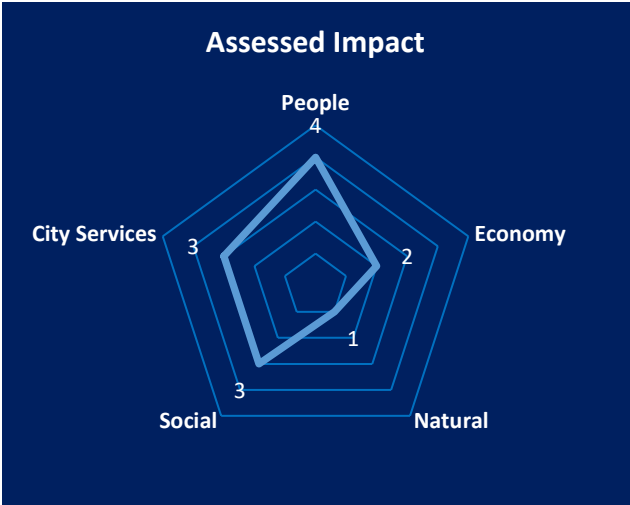 Assessed Impact
People
4
City Services
3
2
Economy
1
3
Social
Natural